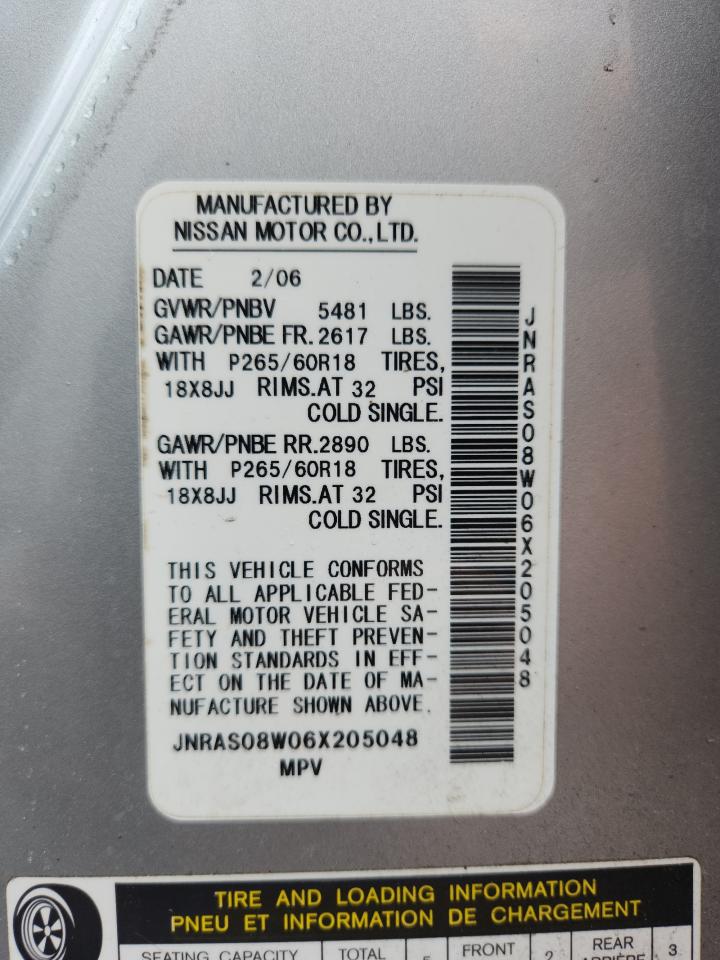 MANUFACTURED BY
NISSAN MOTOR CO.,LTD.
DATE 2/06
GVWR/PNBV 5481 LBS.
GAWR/PNBE FR. 2617 LBS.
WITH P265/60R18 TIRES,
18X8JJ RIMS.AT 32 PSI
COLD SINGLE.
GAWR/PNBE RR. 2890 LBS.
WITH P265/60R18 TIRES,
18X8JJ RIMS.AT 32 PSI
COLD SINGLE.
THIS VEHICLE CONFORMS
TO ALL APPLICABLE FED-
ERAL MOTOR VEHICLE SA-
FETY AND THEFT PREVEN-
TION STANDARDS IN EFF-
ECT ON THE DATE OF MA-
NUFACTURE SHOWN ABOVE.
JNRAS08W06X205048
MPV
JNRAS08W06X205048
TIRE AND LOADING INFORMATION
PNEU ET INFORMATION DE CHARGEMENT
SEATING CAPACITY TOTAL 5 FRONT 2 REAR 3
ARRIÈRE